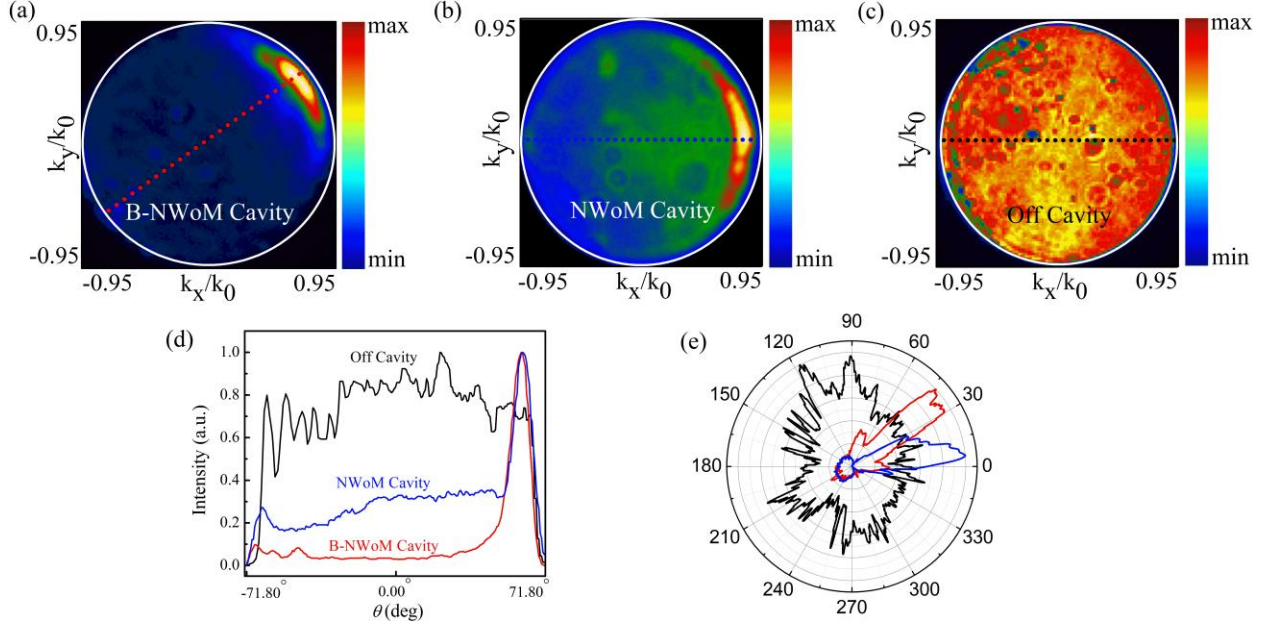 (a)
0.95
k_y/k_0
-0.95
B-NWoM Cavity
-0.95
k_x/k_0
0.95
max
min
(b)
0.95
k_y/k_0
-0.95
NWoM Cavity
-0.95
k_x/k_0
0.95
max
min
(c)
0.95
k_y/k_0
-0.95
Off Cavity
-0.95
k_x/k_0
0.95
max
min
(d)
Intensity (a.u.)
1.0
0.8
0.6
0.4
0.2
0.0
Off Cavity
NWoM Cavity
B-NWoM Cavity
-71.80°
0.00°
71.80°
θ (deg)
(e)
90
120
60
150
30
180
0
210
330
240
300
270